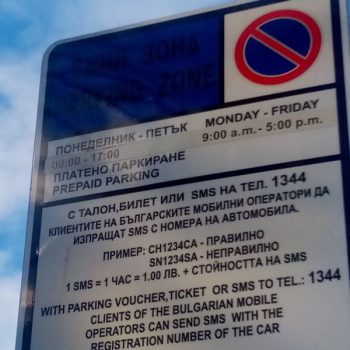 СИНЯ ЗОНА
PARKING ZONE
ПОНЕДЕЛНИК - ПЕТЪК MONDAY - FRIDAY
09:00 - 17:00 9:00 a.m. - 5:00 p.m.
ПЛАТЕНО ПАРКИРАНЕ
PREPAID PARKING
С ТАЛОН,БИЛЕТ ИЛИ SMS НА ТЕЛ. 1344
КЛИЕНТИТЕ НА БЪЛГАРСКИТЕ МОБИЛНИ ОПЕРАТОРИ ДА
ИЗПРАЩАТ SMS С НОМЕРА НА АВТОМОБИЛА.
ПРИМЕР: CH1234CA - ПРАВИЛНО
SN1234SA - НЕПРАВИЛНО
1 SMS = 1 ЧАС = 1.00 ЛВ. + СТОЙНОСТТА НА SMS
WITH PARKING VOUCHER,TICKET OR SMS TO TEL.: 1344
CLIENTS OF THE BULGARIAN MOBILE
OPERATORS CAN SEND SMS WITH THE
REGISTRATION NUMBER OF THE CAR